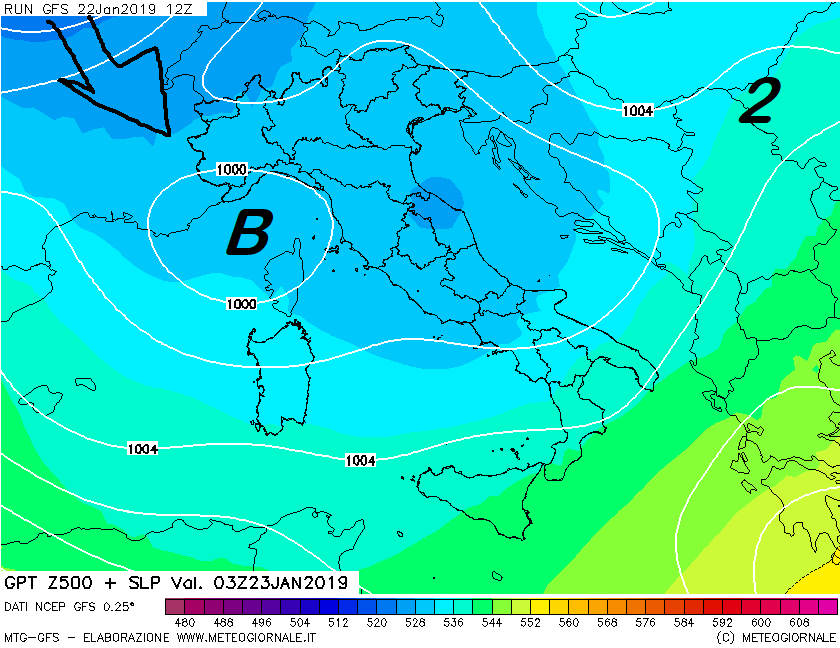 RUN GFS 22Jan2019 12Z
2
1004
1000
B
1000
1004
1004
GPT Z500 + SLP Val. 03Z23JAN2019
DATI NCEP GFS 0.25°
480 488 496 504 512 520 528 536 544 552 560 568 576 584 592 600 608
MTG-GFS - ELABORAZIONE WWW.METEOGIORNALE.IT
(C) METEOGIORNALE